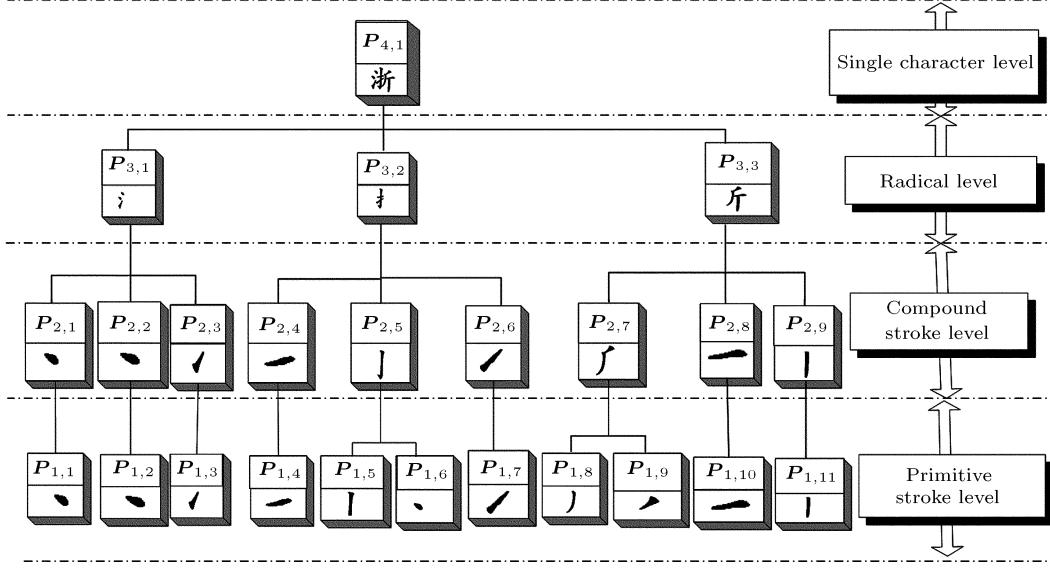 P4,1
浙
Single character level
P3,1
氵
P3,2
扌
P3,3
斤
Radical level
P2,1
P2,2
P2,3
P2,4
P2,5
P2,6
P2,7
P2,8
P2,9
Compound
stroke level
P1,1
P1,2
P1,3
P1,4
P1,5
P1,6
P1,7
P1,8
P1,9
P1,10
P1,11
Primitive
stroke level